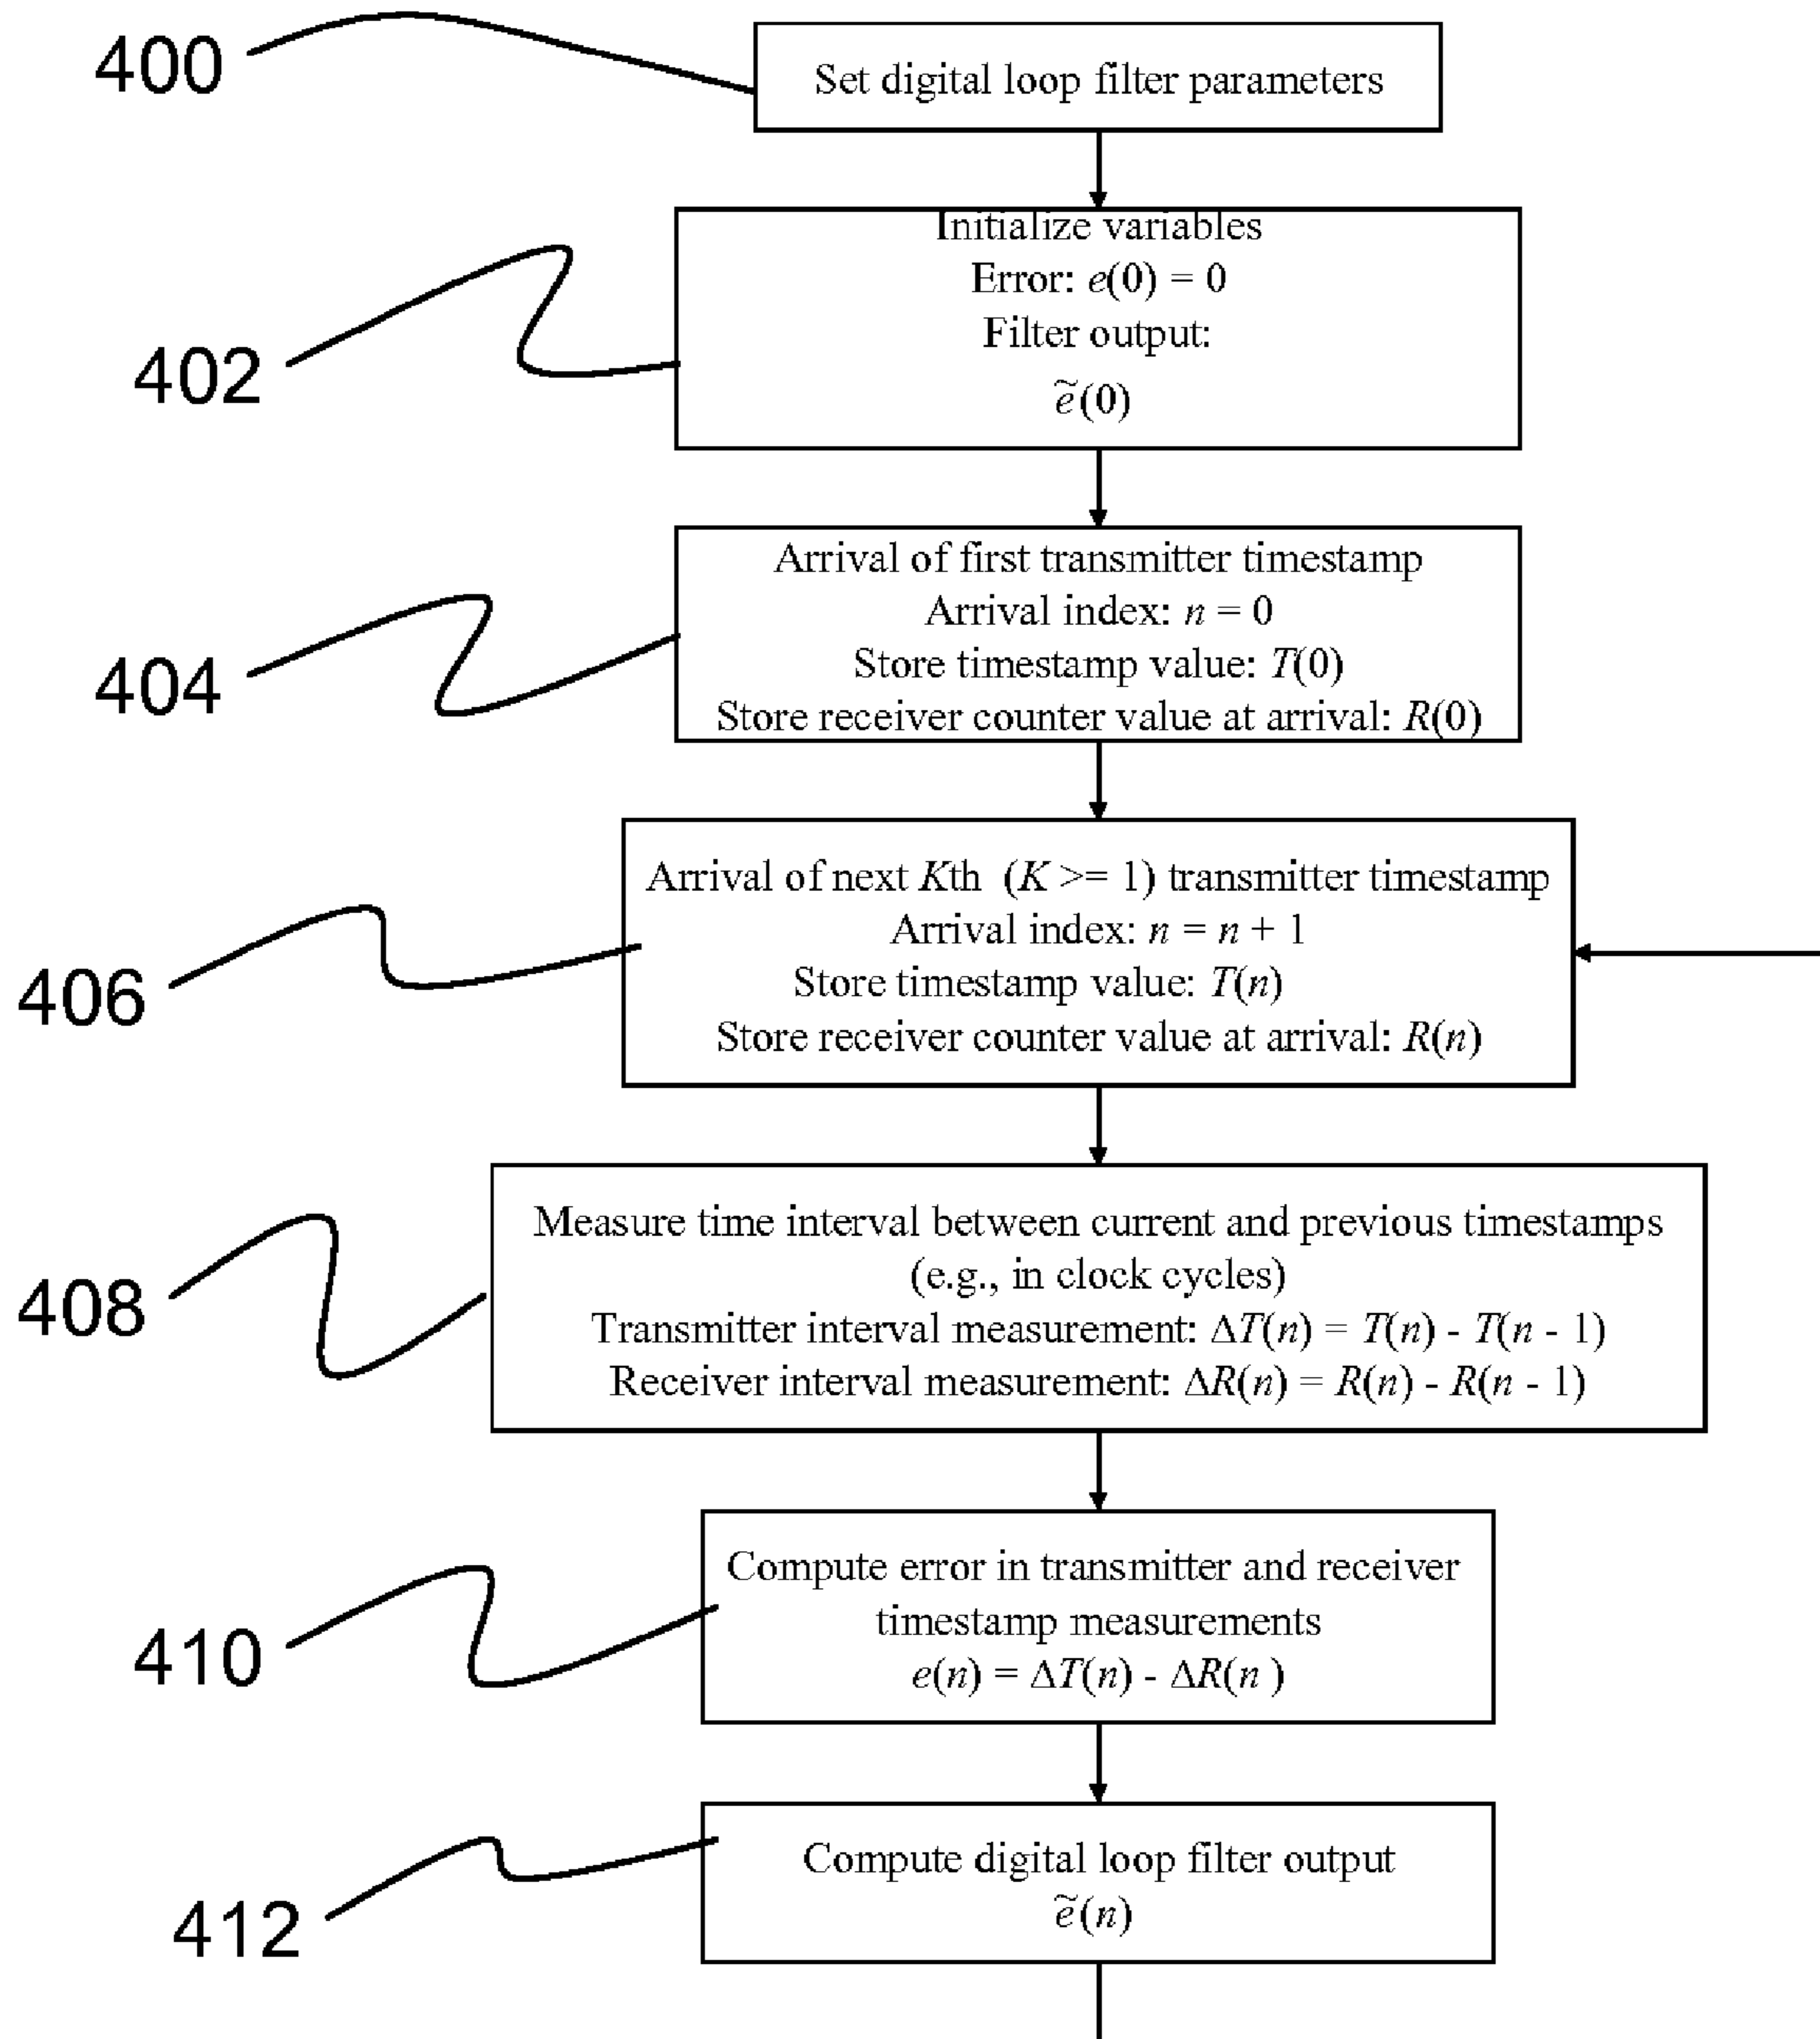 400
Set digital loop filter parameters
402
Initialize variables
Error: e(0) = 0
Filter output:
ẽ(0)
404
Arrival of first transmitter timestamp
Arrival index: n = 0
Store timestamp value: T(0)
Store receiver counter value at arrival: R(0)
406
Arrival of next Kth (K >= 1) transmitter timestamp
Arrival index: n = n + 1
Store timestamp value: T(n)
Store receiver counter value at arrival: R(n)
408
Measure time interval between current and previous timestamps
(e.g., in clock cycles)
Transmitter interval measurement: ΔT(n) = T(n) - T(n - 1)
Receiver interval measurement: ΔR(n) = R(n) - R(n - 1)
410
Compute error in transmitter and receiver
timestamp measurements
e(n) = ΔT(n) - ΔR(n )
412
Compute digital loop filter output
ẽ(n)